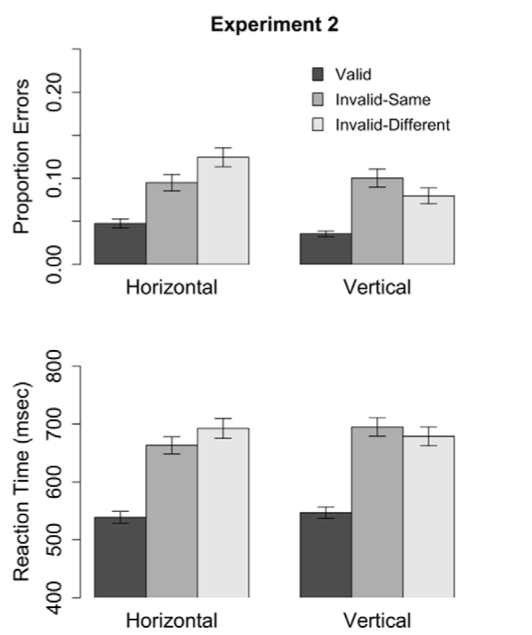 Experiment 2
Valid
Invalid-Same
Invalid-Different
Proportion Errors
0.20
0.10
0.00
Horizontal
Vertical
Reaction Time (msec)
800
700
600
500
400
Horizontal
Vertical